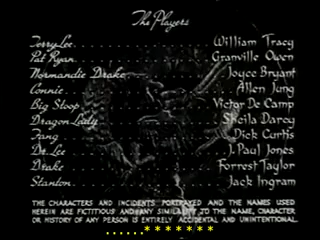 The Players
Terry Lee . . . . . . . . . . . . . . . William Tracy
Pat Ryan . . . . . . . . . . . . . . . Granville Owen
Normandie Drake . . . . . . . . . . Joyce Bryant
Connie . . . . . . . . . . . . . . . . Allen Jung
Big Stoop . . . . . . . . . . . . . . Victor De Camp
Dragon Lady . . . . . . . . . . . . Sheila Darcy
Fang . . . . . . . . . . . . . . . . . Dick Curtis
Dr. Lee . . . . . . . . . . . . . . . J. Paul Jones
Drake . . . . . . . . . . . . . . . . Forrest Taylor
Stanton . . . . . . . . . . . . . . . Jack Ingram
THE CHARACTERS AND INCIDENTS PORTRAYED AND THE NAMES USED
HEREIN ARE FICTITIOUS AND ANY SIMILARITY TO THE NAME, CHARACTER
OR HISTORY OF ANY PERSON IS ENTIRELY ACCIDENTAL AND UNINTENTIONAL.
......*******